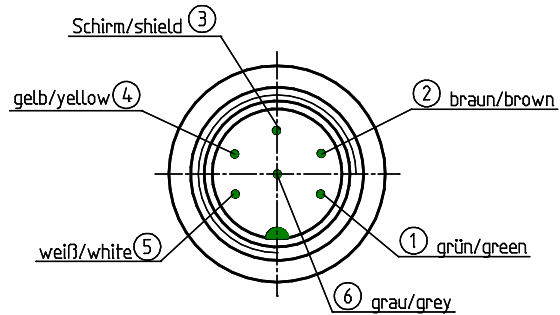 Schirm/shield 3
gelb/yellow 4
2 braun/brown
weiß/white 5
1 grün/green
6 grau/grey